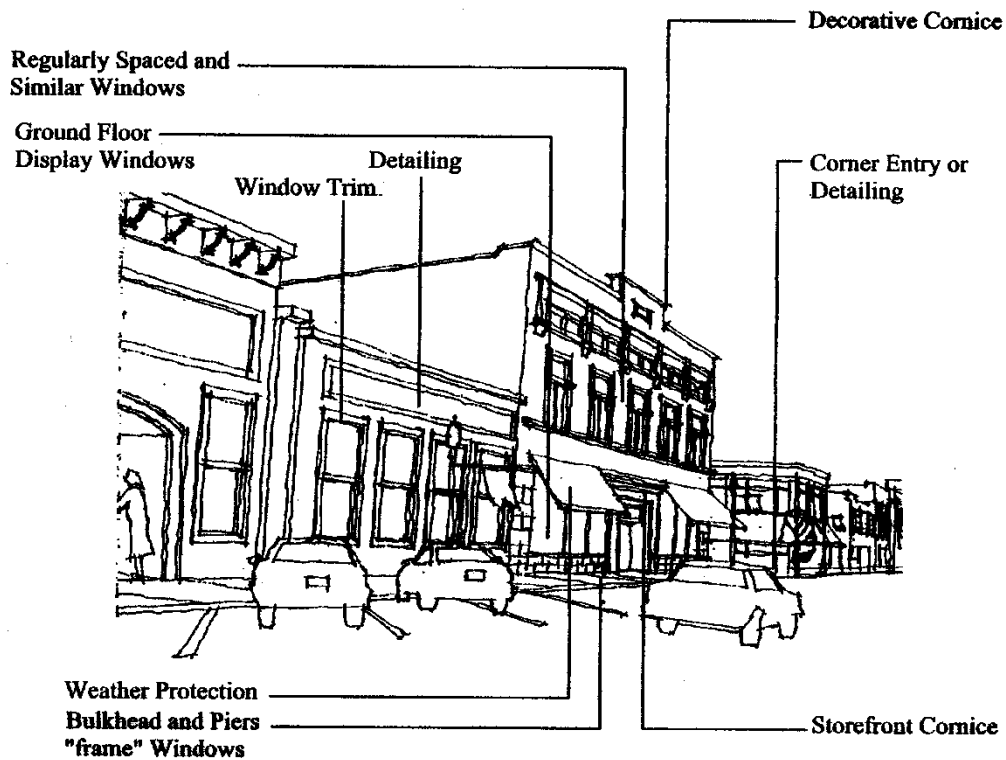 Decorative Cornice
Regularly Spaced and
Similar Windows
Ground Floor
Display Windows
Detailing
Window Trim.
Corner Entry or
Detailing
Weather Protection
Bulkhead and Piers
"frame" Windows
Storefront Cornice